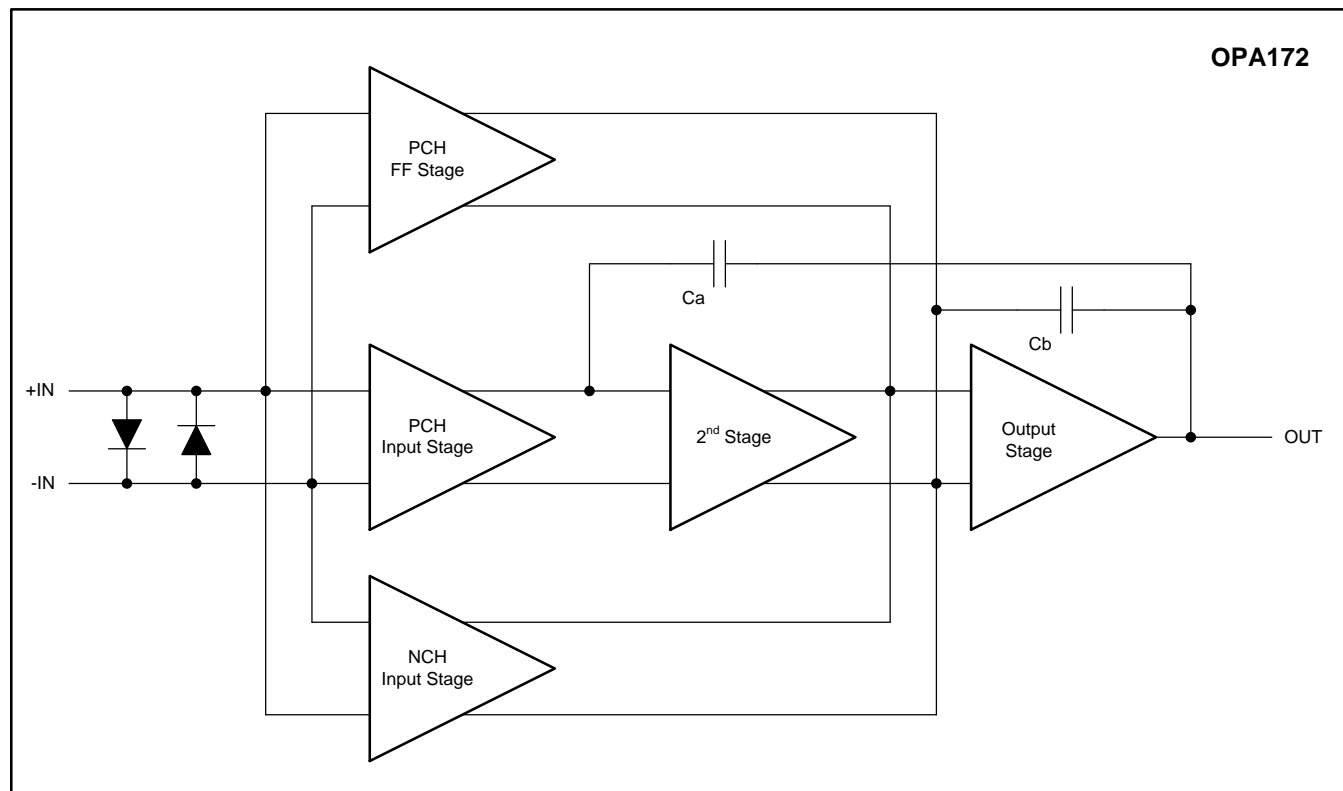 OPA172
PCH
FF Stage
Ca
Cb
+IN
PCH
Input Stage
2nd Stage
Output
Stage
OUT
-IN
NCH
Input Stage